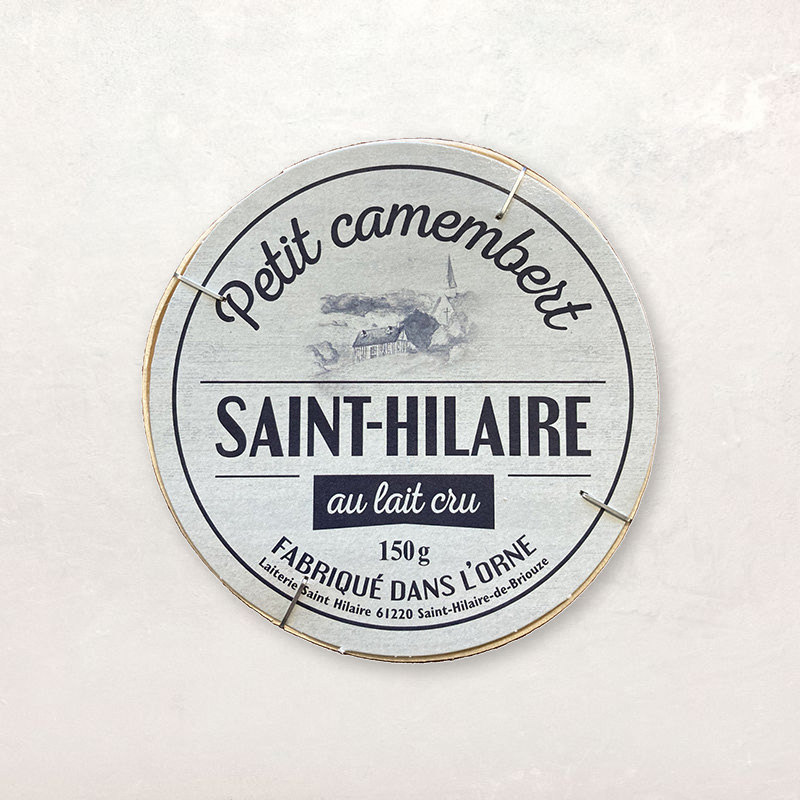 Petit camembert
SAINT-HILAIRE
au lait cru
150g
FABRIQUÉ DANS L'ORNE
Laiterie Saint Hilaire 61220 Saint-Hilaire-de-Briouze